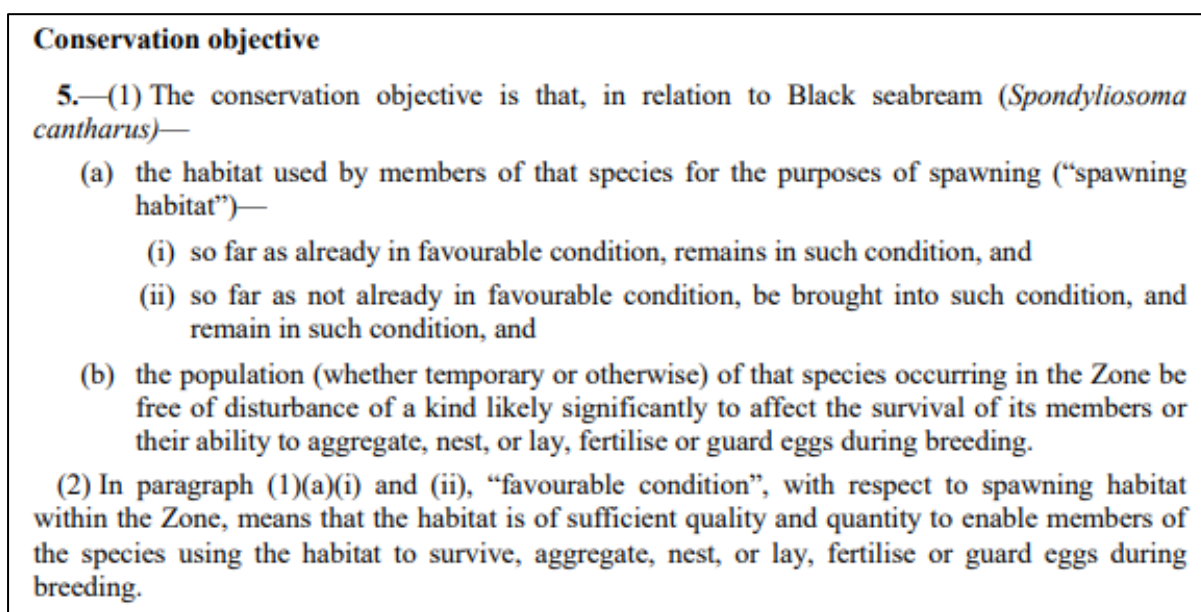 Conservation objective
5.—(1) The conservation objective is that, in relation to Black seabream (Spondyliosoma
cantharus)—
(a) the habitat used by members of that species for the purposes of spawning (“spawning
habitat”)—
(i) so far as already in favourable condition, remains in such condition, and
(ii) so far as not already in favourable condition, be brought into such condition, and
remain in such condition, and
(b) the population (whether temporary or otherwise) of that species occurring in the Zone be
free of disturbance of a kind likely significantly to affect the survival of its members or
their ability to aggregate, nest, or lay, fertilise or guard eggs during breeding.
(2) In paragraph (1)(a)(i) and (ii), “favourable condition”, with respect to spawning habitat
within the Zone, means that the habitat is of sufficient quality and quantity to enable members of
the species using the habitat to survive, aggregate, nest, or lay, fertilise or guard eggs during
breeding.